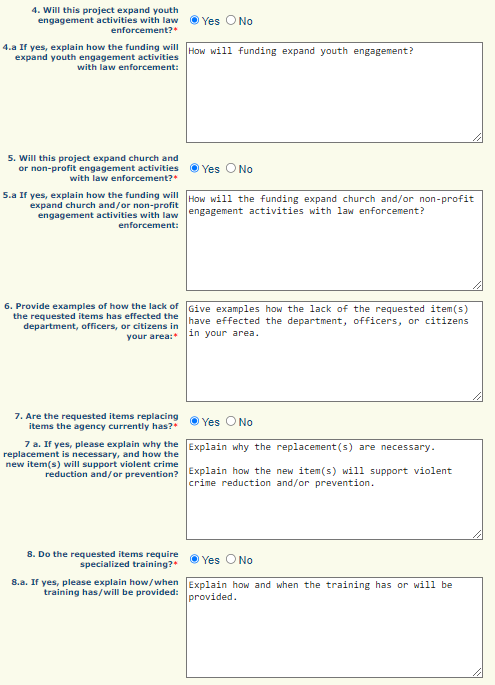 4. Will this project expand youth
engagement activities with law
enforcement?*
Yes No
4.a If yes, explain how the funding will
expand youth engagement activities
with law enforcement:
How will funding expand youth engagement?
5. Will this project expand church and
or non-profit engagement activities
with law enforcement?*
Yes No
5.a If yes, explain how the funding will
expand church and/or non-profit
engagement activities with law
enforcement:
How will the funding expand church and/or non-profit
engagement activities with law enforcement?
6. Provide examples of how the lack of
the requested items has effected the
department, officers, or citizens in
your area:*
Give examples how the lack of the requested item(s)
have effected the department, officers, or citizens
in your area.
7. Are the requested items replacing
items the agency currently has?*
Yes No
7 a. If yes, please explain why the
replacement is necessary, and how the
new item(s) will support violent crime
reduction and/or prevention?
Explain why the replacement(s) are necessary.
Explain how the new item(s) will support violent
crime reduction and/or prevention.
8. Do the requested items require
specialized training?*
Yes No
8.a. If yes, please explain how/when
training has/will be provided:
Explain how and when the training has or will be
provided.